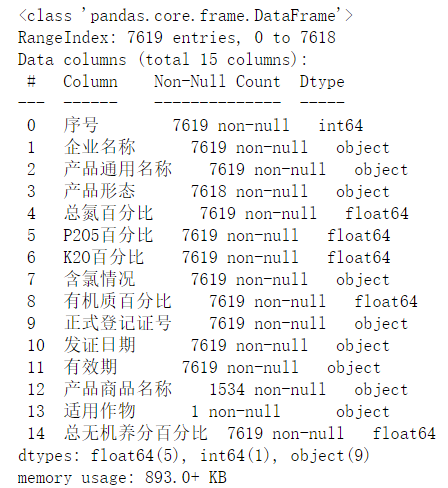 <class 'pandas.core.frame.DataFrame'>
RangeIndex: 7619 entries, 0 to 7618
Data columns (total 15 columns):
 #   Column     Non-Null Count  Dtype
---  ------     --------------  -----
 0   序号         7619 non-null   int64
 1   企业名称       7619 non-null   object
 2   产品通用名称     7619 non-null   object
 3   产品形态       7618 non-null   object
 4   总氮百分比      7619 non-null   float64
 5   P205百分比    7619 non-null   float64
 6   K20百分比     7619 non-null   float64
 7   含氯情况       7619 non-null   object
 8   有机质百分比     7619 non-null   float64
 9   正式登记证号     7619 non-null   object
 10  发证日期       7619 non-null   object
 11  有效期        7619 non-null   object
 12  产品商品名称     1534 non-null   object
 13  适用作物       1 non-null      object
 14  总无机养分百分比   7619 non-null   float64
dtypes: float64(5), int64(1), object(9)
memory usage: 893.0+ KB